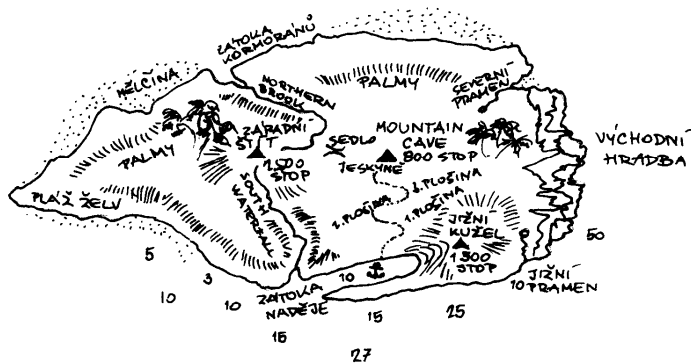 ZÁTOKA
KORMORÁNŮ
MĚLČINA
NORTHERN
BROOK
PALMY
SEVERNÍ
PRAMEN
ZÁPADNÍ
ŠTÍT
1 500
STOP
SEDLO
MOUNTAIN
CAVE
800 STOP
JESKYNĚ
VÝCHODNÍ
HRADBA
PALMY
PLÁŽ ŽELV
SOUTH
WATERFALL
2. PLOŠINA
1. PLOŠINA
JIŽNÍ
KUŽEL
1 300
STOP
50
5
3
10
10
10
ZÁTOKA
NADĚJE
10
JIŽNÍ
PRAMEN
15
15
25
27